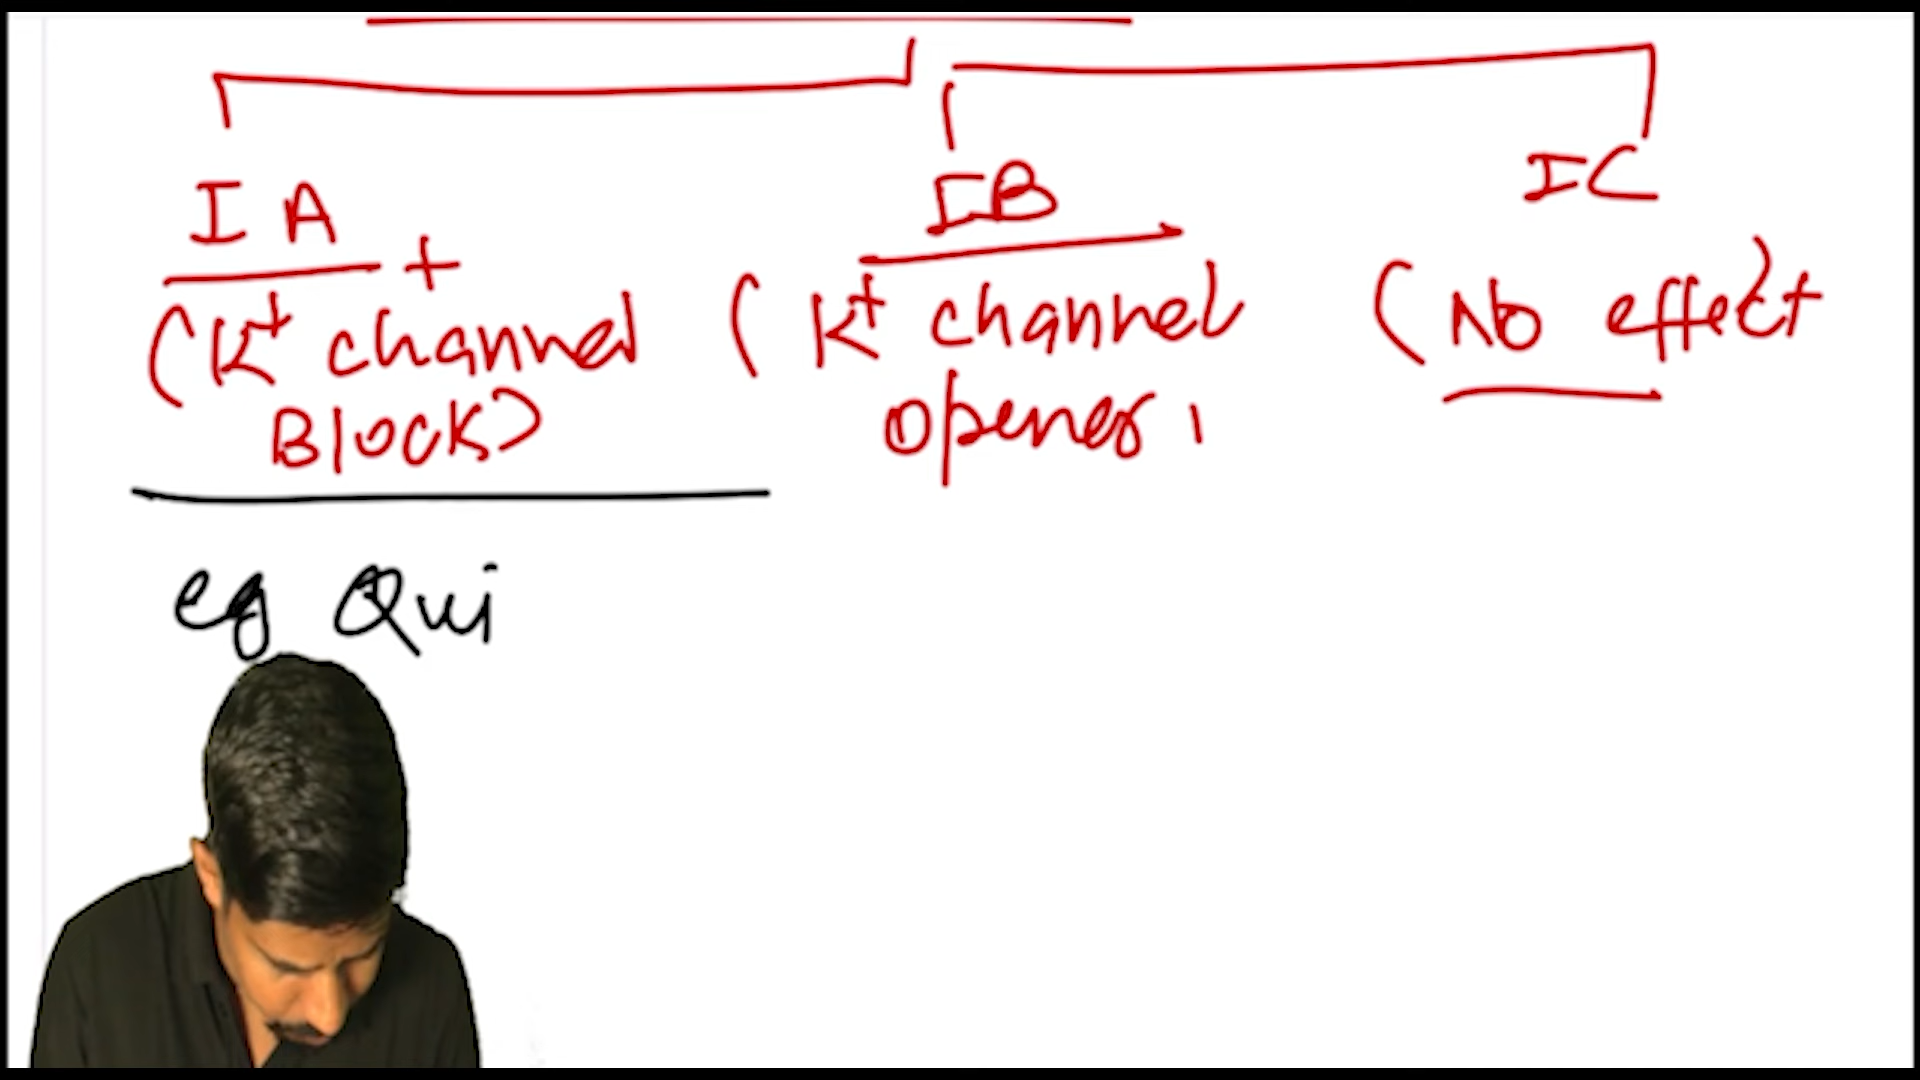 IA IB IC
+
(K+ channel (K+ channel (No effect)
Block) opener
eg Qui